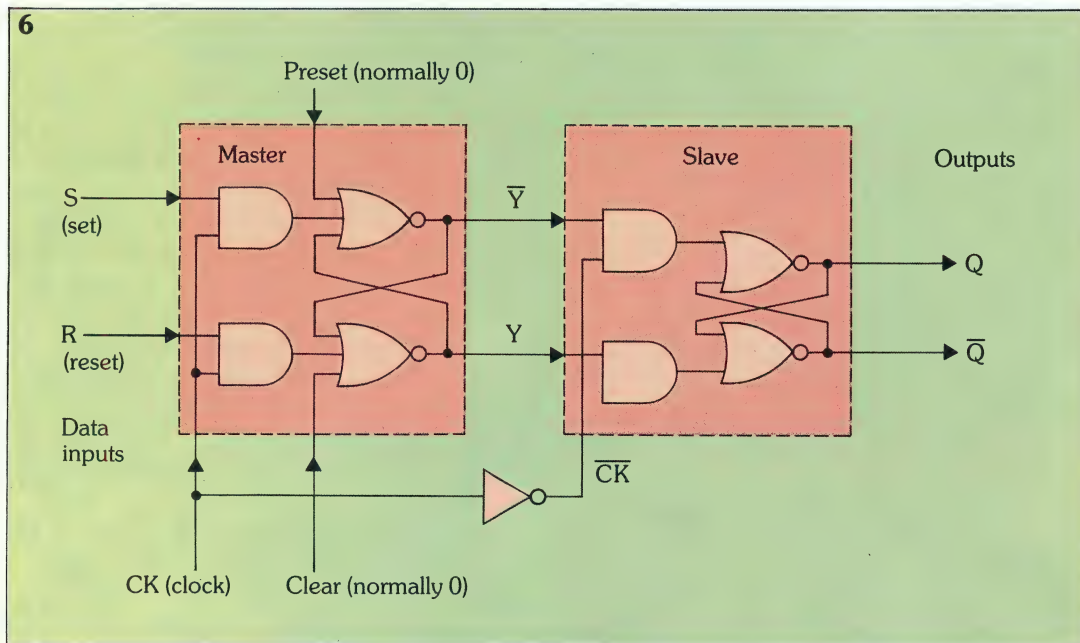 6
Preset (normally 0)
Master
Slave
Outputs
S
(set)
Y̅
Q
R
(reset)
Y
Q̅
Data
inputs
C̅K̅
CK (clock)
Clear (normally 0)